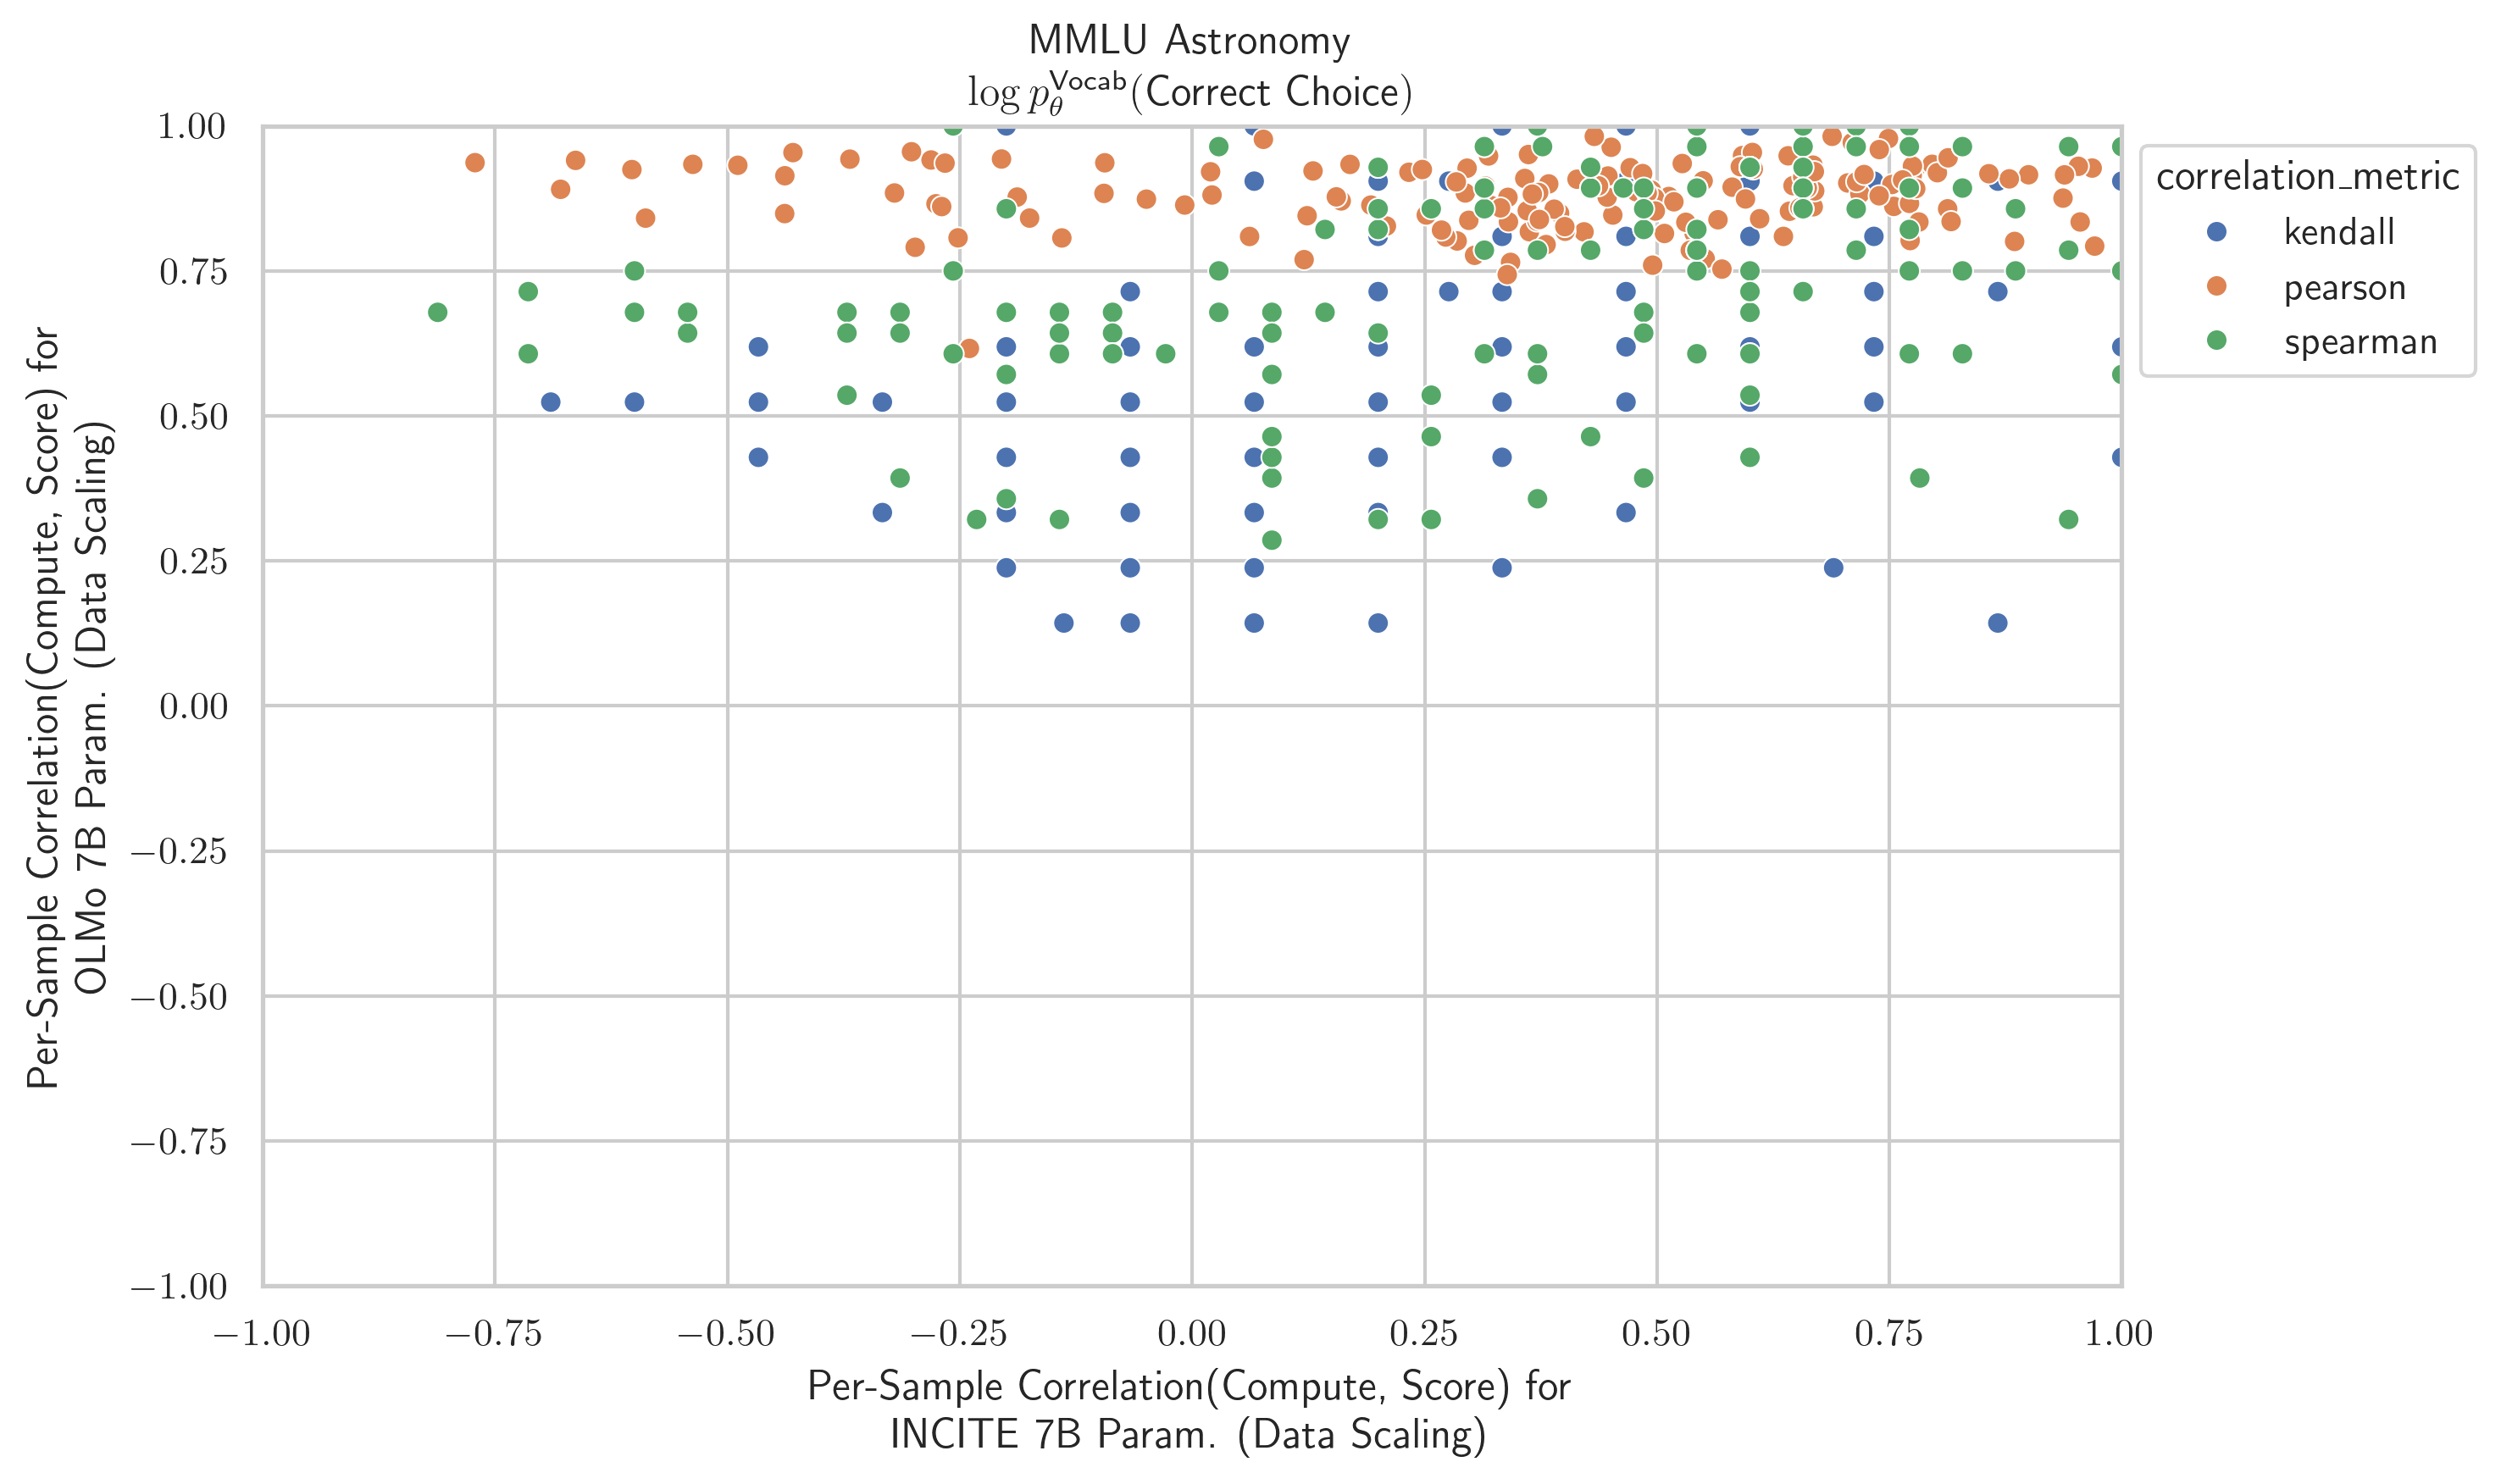 MMLU Astronomy
log p_θ^Vocab(Correct Choice)
Per-Sample Correlation(Compute, Score) for
OLMo 7B Param. (Data Scaling)
1.00
0.75
0.50
0.25
0.00
−0.25
−0.50
−0.75
−1.00
−1.00 −0.75 −0.50 −0.25 0.00 0.25 0.50 0.75 1.00
Per-Sample Correlation(Compute, Score) for
INCITE 7B Param. (Data Scaling)
correlation_metric
kendall
pearson
spearman